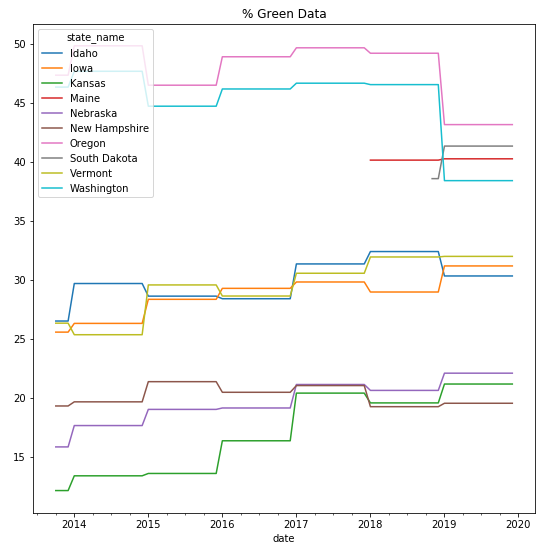 % Green Data
state_name
Idaho
Iowa
Kansas
Maine
Nebraska
New Hampshire
Oregon
South Dakota
Vermont
Washington
50
45
40
35
30
25
20
15
2014 2015 2016 2017 2018 2019 2020
date